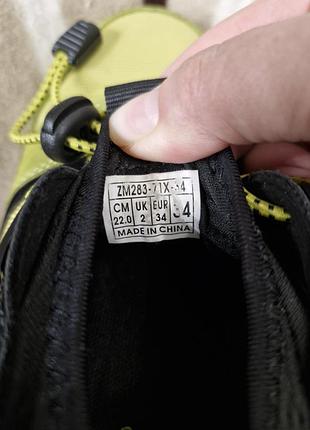 ZM283-71X-34
CM UK EUR 34
22.0 2 34
MADE IN CHINA